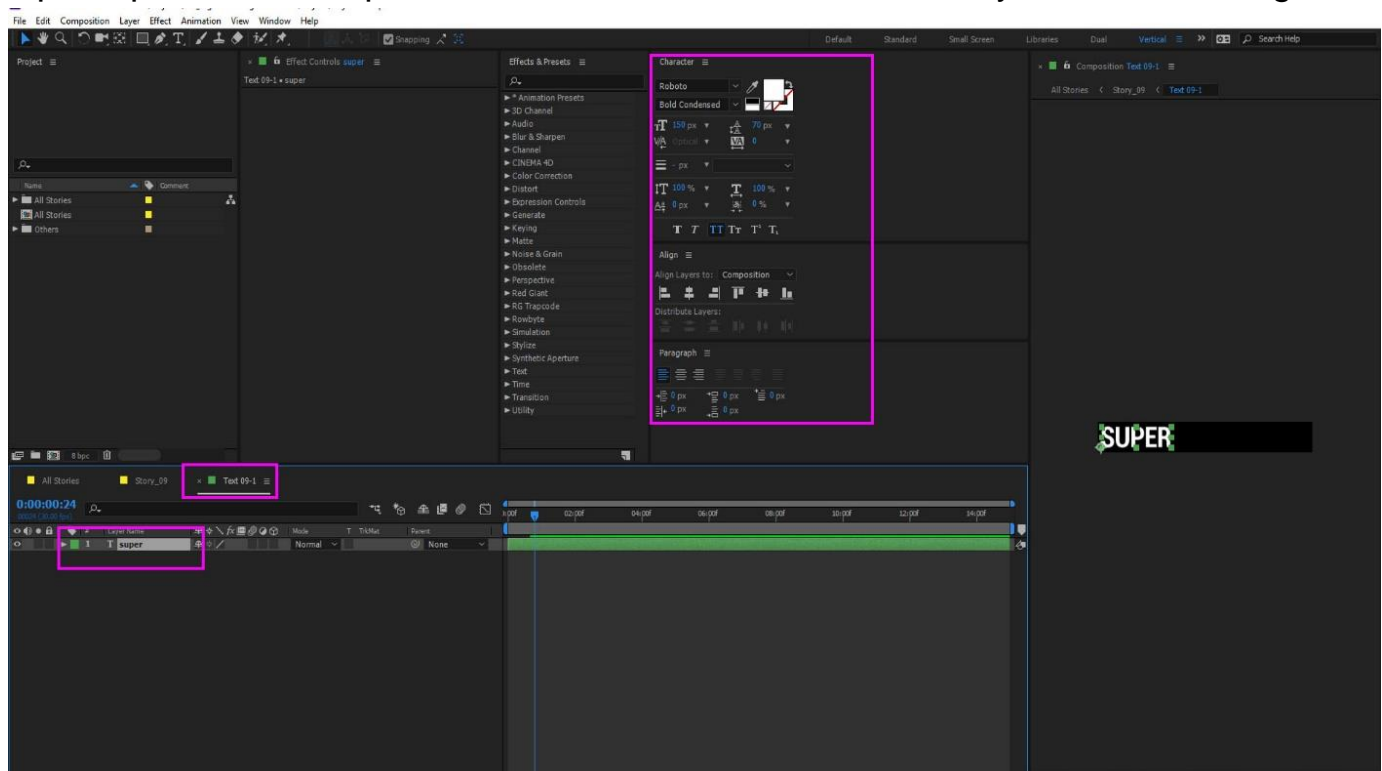 File Edit Composition Layer Effect Animation View Window Help
Snapping
Default Standard Small Screen Libraries Dual Vertical Search Help
Project
Effect Controls super
Text 09-1 • super
Name Comment
All Stories
All Stories
Others
8 bpc
Effects & Presets
* Animation Presets
3D Channel
Audio
Blur & Sharpen
Channel
CINEMA 4D
Color Correction
Distort
Expression Controls
Generate
Keying
Matte
Noise & Grain
Obsolete
Perspective
Red Giant
RG Trapcode
Rowbyte
Simulation
Stylize
Synthetic Aperture
Text
Time
Transition
Utility
Character
Roboto
Bold Condensed
150 px 70 px
Optical 0
- px
100 % 100 %
0 px 0 %
T T TT Tт T¹ T₁
Align
Align Layers to: Composition
Distribute Layers:
Paragraph
0 px 0 px 0 px
0 px 0 px
Composition Text 09-1
All Stories Story_09 Text 09-1
SUPER
All Stories Story_09 Text 09-1
0:00:00:24
02:00f 04:00f 06:00f 08:00f 10:00f 12:00f 14:00f
# Layer Name Mode T TrkMat Parent
1 T super Normal None